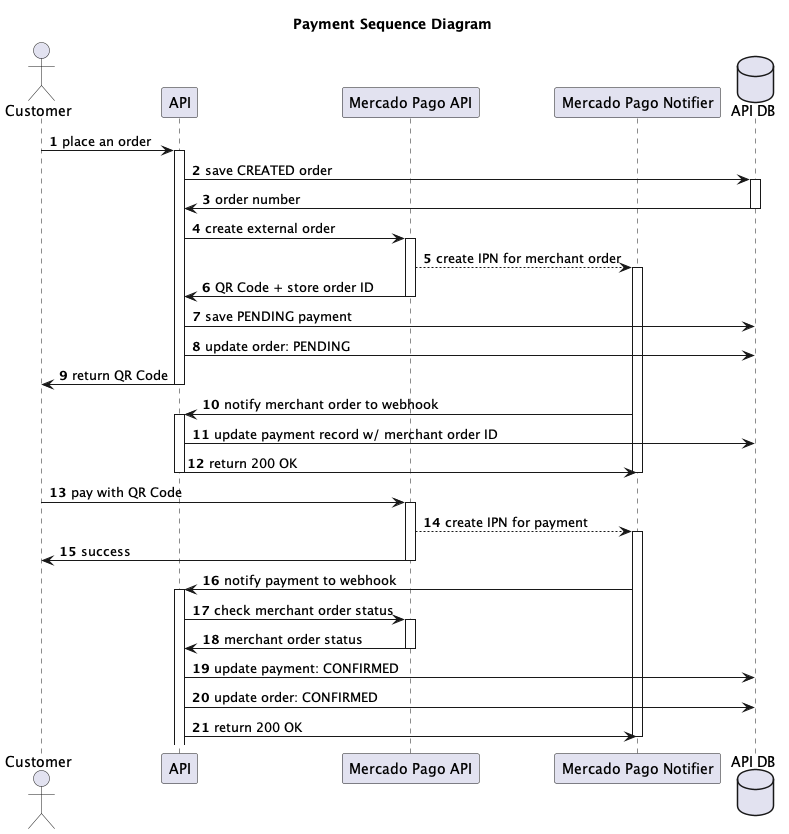 Payment Sequence Diagram
Customer
API
Mercado Pago API
Mercado Pago Notifier
API DB
1 place an order
2 save CREATED order
3 order number
4 create external order
5 create IPN for merchant order
6 QR Code + store order ID
7 save PENDING payment
8 update order: PENDING
9 return QR Code
10 notify merchant order to webhook
11 update payment record w/ merchant order ID
12 return 200 OK
13 pay with QR Code
14 create IPN for payment
15 success
16 notify payment to webhook
17 check merchant order status
18 merchant order status
19 update payment: CONFIRMED
20 update order: CONFIRMED
21 return 200 OK
Customer
API
Mercado Pago API
Mercado Pago Notifier
API DB